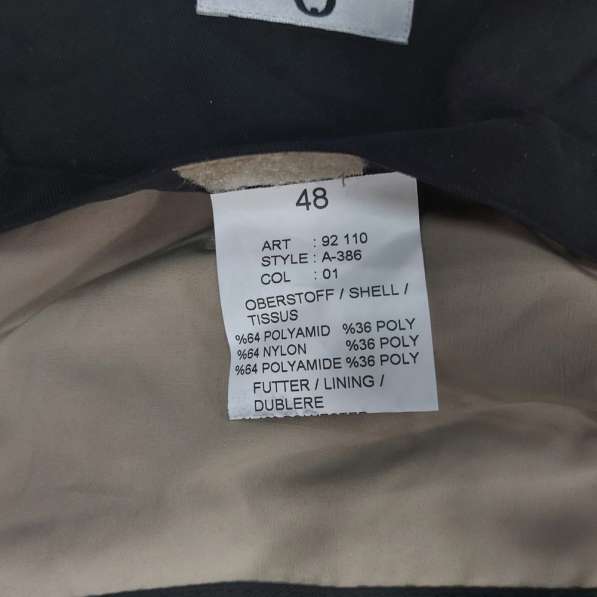 48
ART : 92 110
STYLE : A-386
COL : 01
OBERSTOFF / SHELL /
TISSUS
%64 POLYAMID %36 POLY
%64 NYLON %36 POLY
%64 POLYAMIDE %36 POLY
FUTTER / LINING /
DUBLERE